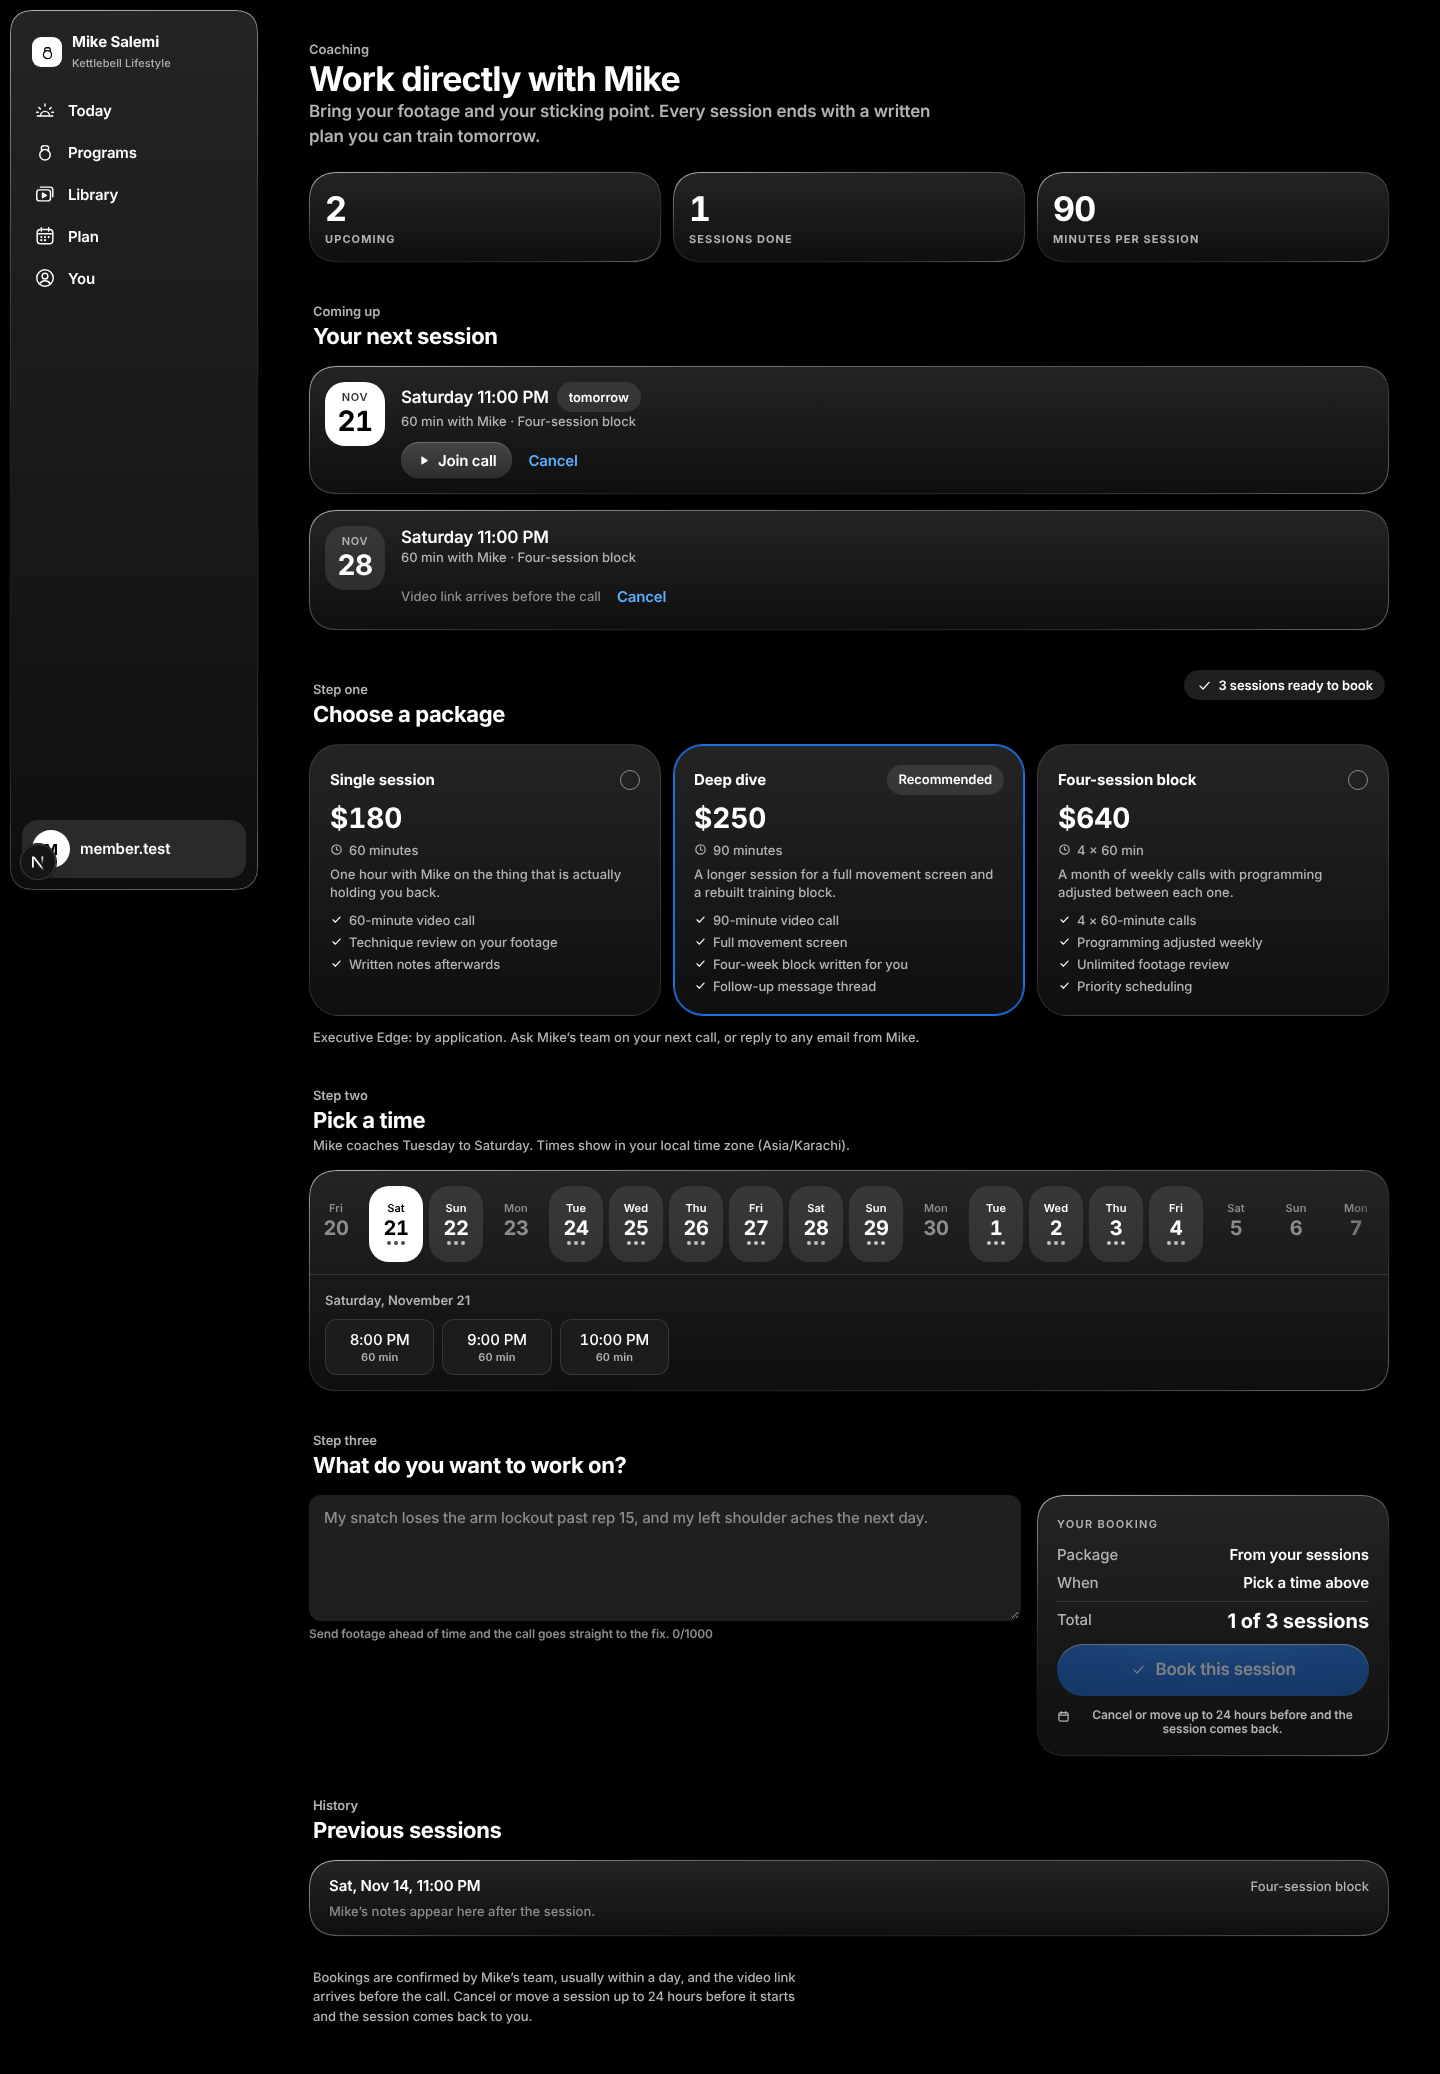 Mike Salemi
Kettlebell Lifestyle
Today
Programs
Library
Plan
You
member.test
Coaching
Work directly with Mike
Bring your footage and your sticking point. Every session ends with a written
plan you can train tomorrow.
2
UPCOMING
1
SESSIONS DONE
90
MINUTES PER SESSION
Coming up
Your next session
NOV
21
Saturday 11:00 PM tomorrow
60 min with Mike · Four-session block
Join call Cancel
NOV
28
Saturday 11:00 PM
60 min with Mike · Four-session block
Video link arrives before the call Cancel
Step one
Choose a package
3 sessions ready to book
Single session
$180
60 minutes
One hour with Mike on the thing that is actually
holding you back.
60-minute video call
Technique review on your footage
Written notes afterwards
Deep dive Recommended
$250
90 minutes
A longer session for a full movement screen and
a rebuilt training block.
90-minute video call
Full movement screen
Four-week block written for you
Follow-up message thread
Four-session block
$640
4 × 60 min
A month of weekly calls with programming
adjusted between each one.
4 × 60-minute calls
Programming adjusted weekly
Unlimited footage review
Priority scheduling
Executive Edge: by application. Ask Mike’s team on your next call, or reply to any email from Mike.
Step two
Pick a time
Mike coaches Tuesday to Saturday. Times show in your local time zone (Asia/Karachi).
Fri Sat Sun Mon Tue Wed Thu Fri Sat Sun Mon Tue Wed Thu Fri Sat Sun Mon
20 21 22 23 24 25 26 27 28 29 30 1 2 3 4 5 6 7
Saturday, November 21
8:00 PM 9:00 PM 10:00 PM
60 min 60 min 60 min
Step three
What do you want to work on?
My snatch loses the arm lockout past rep 15, and my left shoulder aches the next day.
Send footage ahead of time and the call goes straight to the fix. 0/1000
YOUR BOOKING
Package From your sessions
When Pick a time above
Total 1 of 3 sessions
Book this session
Cancel or move up to 24 hours before and the
session comes back.
History
Previous sessions
Sat, Nov 14, 11:00 PM Four-session block
Mike’s notes appear here after the session.
Bookings are confirmed by Mike’s team, usually within a day, and the video link
arrives before the call. Cancel or move a session up to 24 hours before it starts
and the session comes back to you.